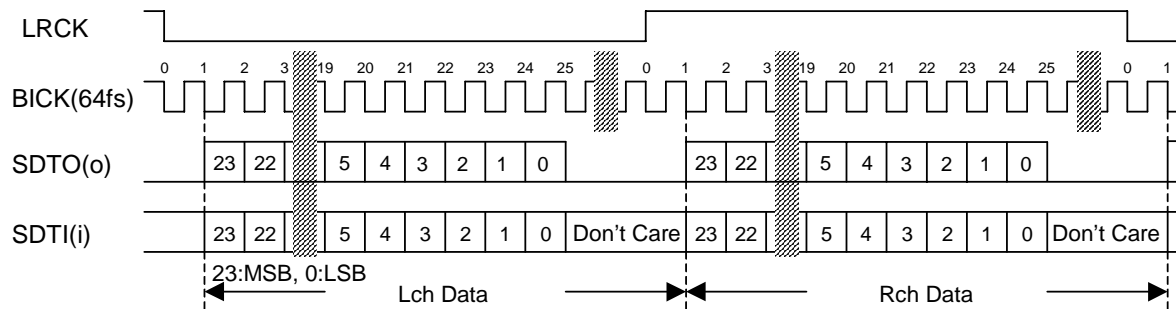 LRCK
0 1 2 3 19 20 21 22 23 24 25 0 1 2 3 19 20 21 22 23 24 25 0 1
BICK(64fs)
SDTO(o) 23 22 5 4 3 2 1 0 23 22 5 4 3 2 1 0
SDTI(i) 23 22 5 4 3 2 1 0 Don't Care 23 22 5 4 3 2 1 0 Don't Care
23:MSB, 0:LSB
Lch Data Rch Data